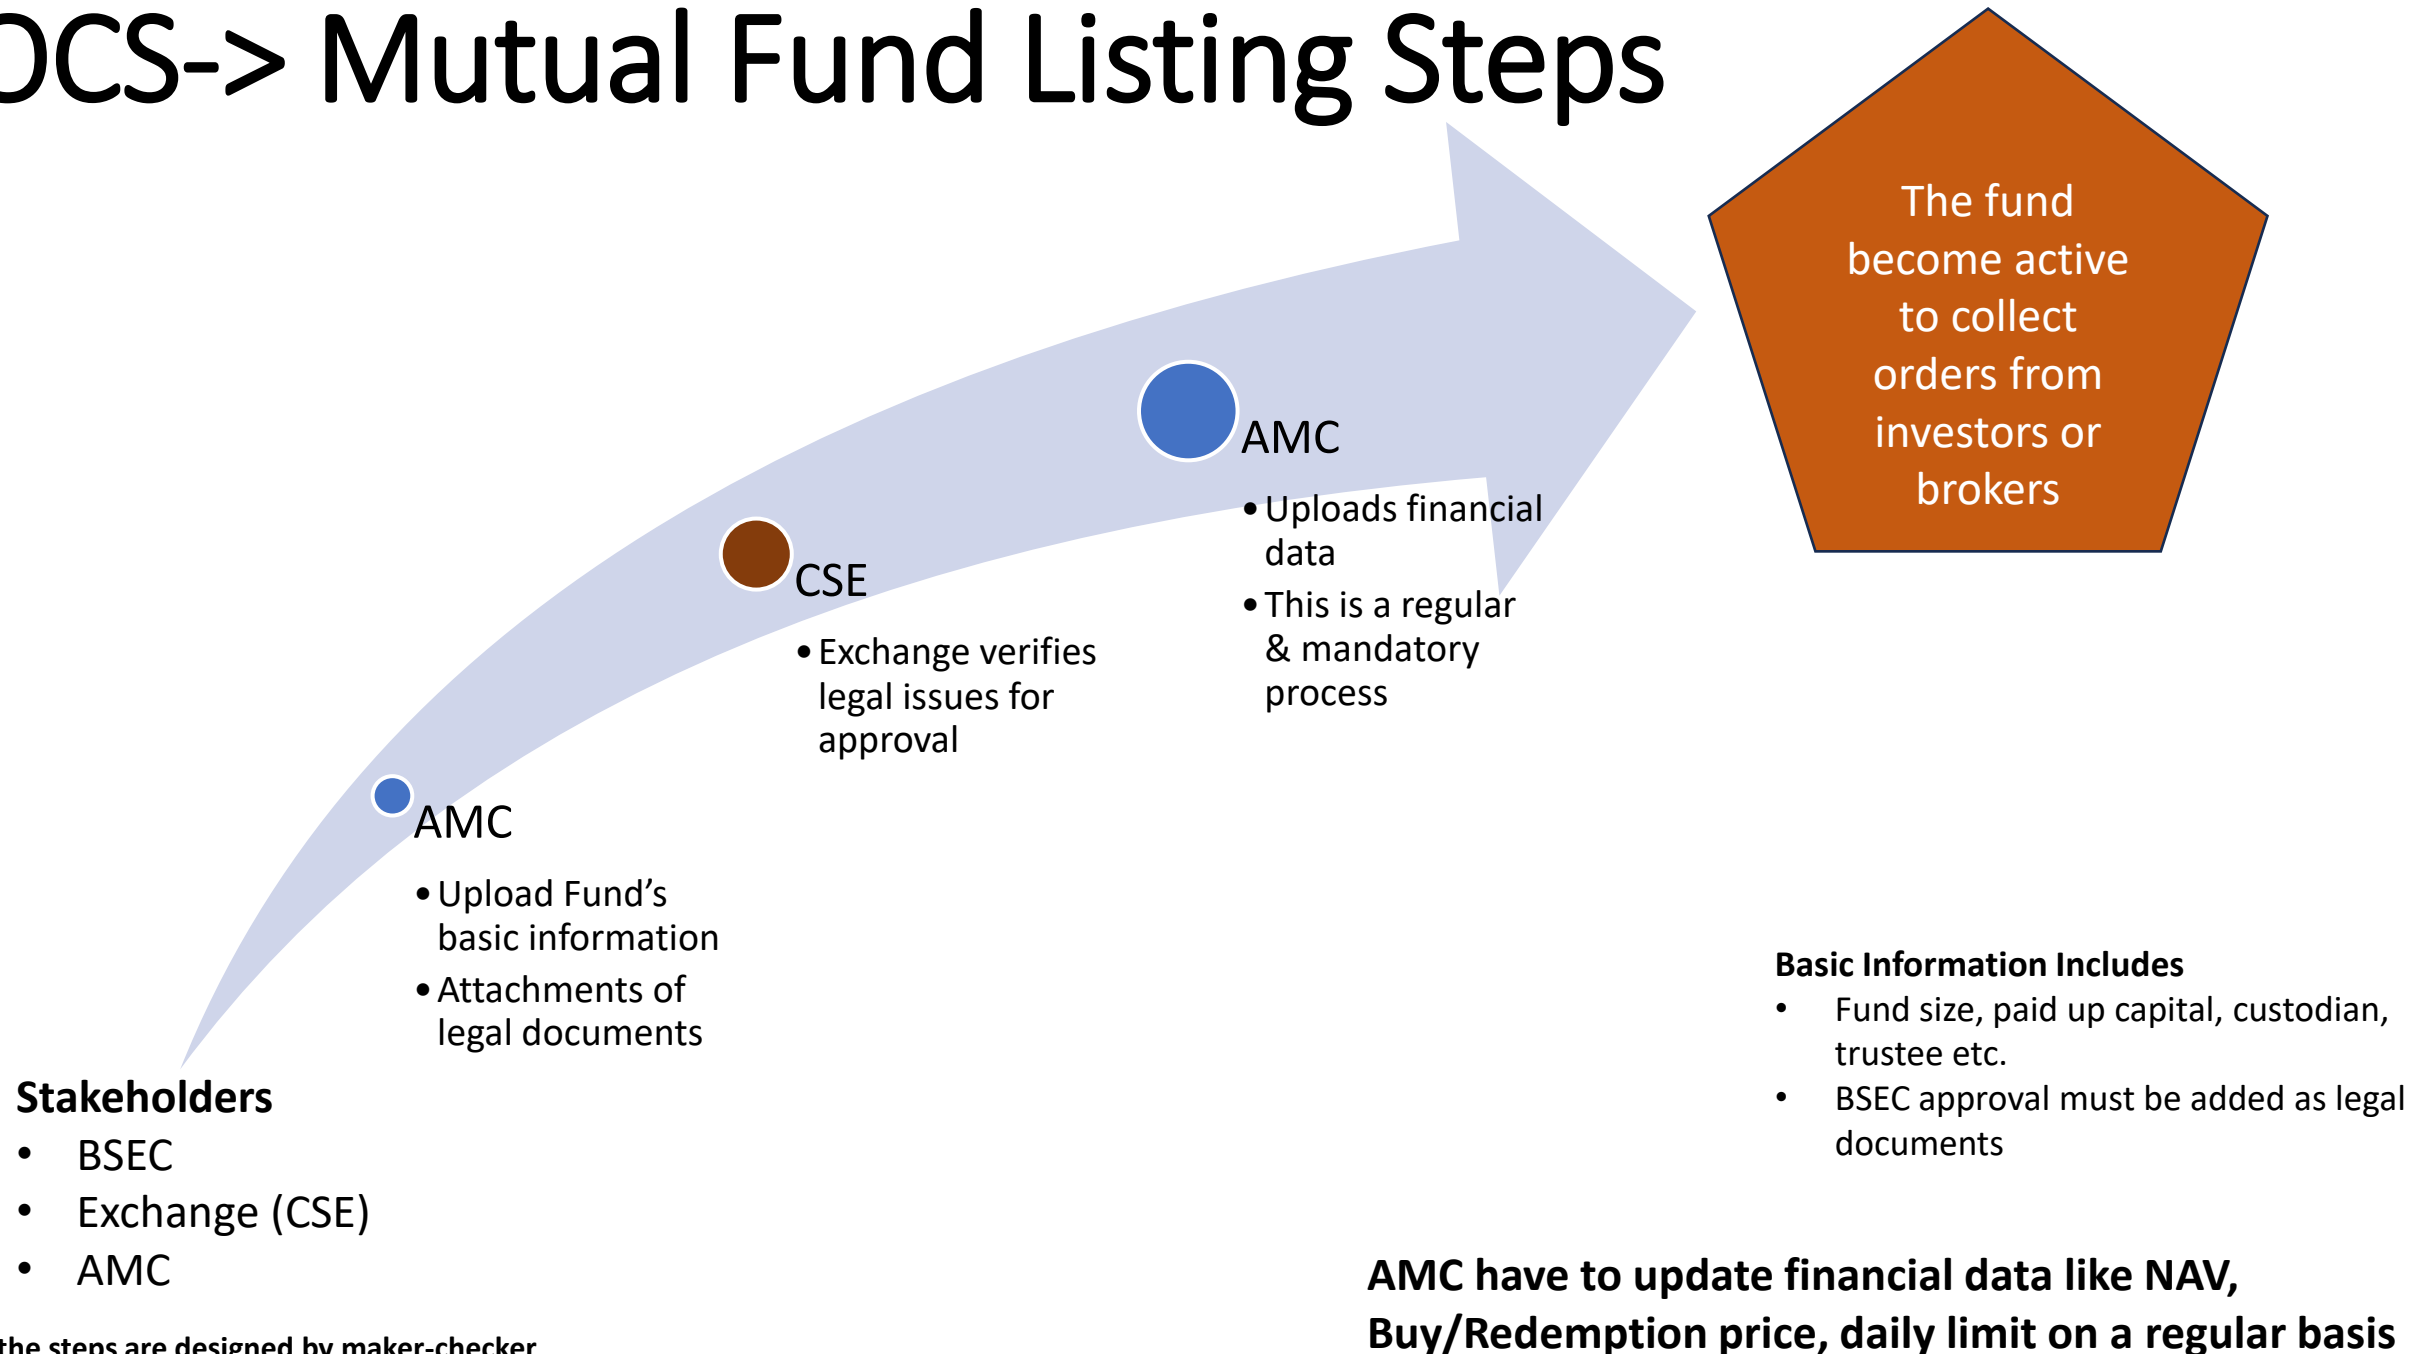 OCS-> Mutual Fund Listing Steps
The fund
become active
to collect
orders from
investors or
brokers
AMC
• Uploads financial
data
• This is a regular
& mandatory
process
CSE
• Exchange verifies
legal issues for
approval
AMC
• Upload Fund’s
basic information
• Attachments of
legal documents
Stakeholders
• BSEC
• Exchange (CSE)
• AMC
the steps are designed by maker-checker
Basic Information Includes
• Fund size, paid up capital, custodian,
trustee etc.
• BSEC approval must be added as legal
documents
AMC have to update financial data like NAV,
Buy/Redemption price, daily limit on a regular basis